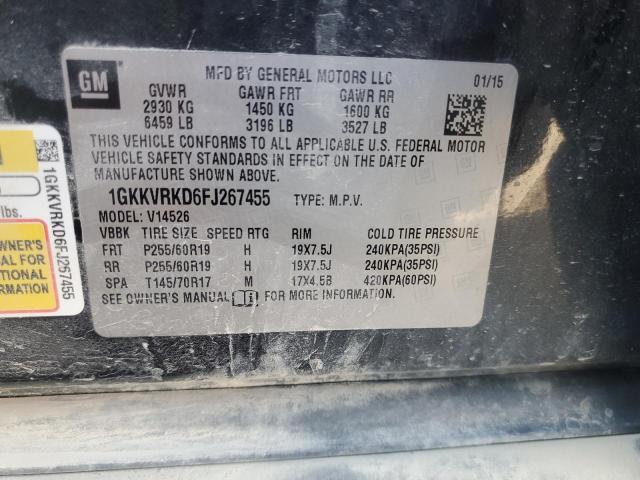 GM
MFD BY GENERAL MOTORS LLC
01/15
GVWR GAWR FRT GAWR RR
2930 KG 1450 KG 1600 KG
6459 LB 3196 LB 3527 LB
THIS VEHICLE CONFORMS TO ALL APPLICABLE U.S. FEDERAL MOTOR
VEHICLE SAFETY STANDARDS IN EFFECT ON THE DATE OF
MANUFACTURE SHOWN ABOVE.
1GKKVRKD6FJ267455 TYPE: M.P.V.
MODEL: V14526
VBBK TIRE SIZE SPEED RTG RIM COLD TIRE PRESSURE
FRT P255/60R19 H 19X7.5J 240KPA(35PSI)
RR P255/60R19 H 19X7.5J 240KPA(35PSI)
SPA T145/70R17 M 17X4.5B 420KPA(60PSI)
SEE OWNER'S MANUAL FOR MORE INFORMATION.
lbs.
OWNER'S
FOR
TIONAL
RMATION
1GKKVRKD6FJ267455